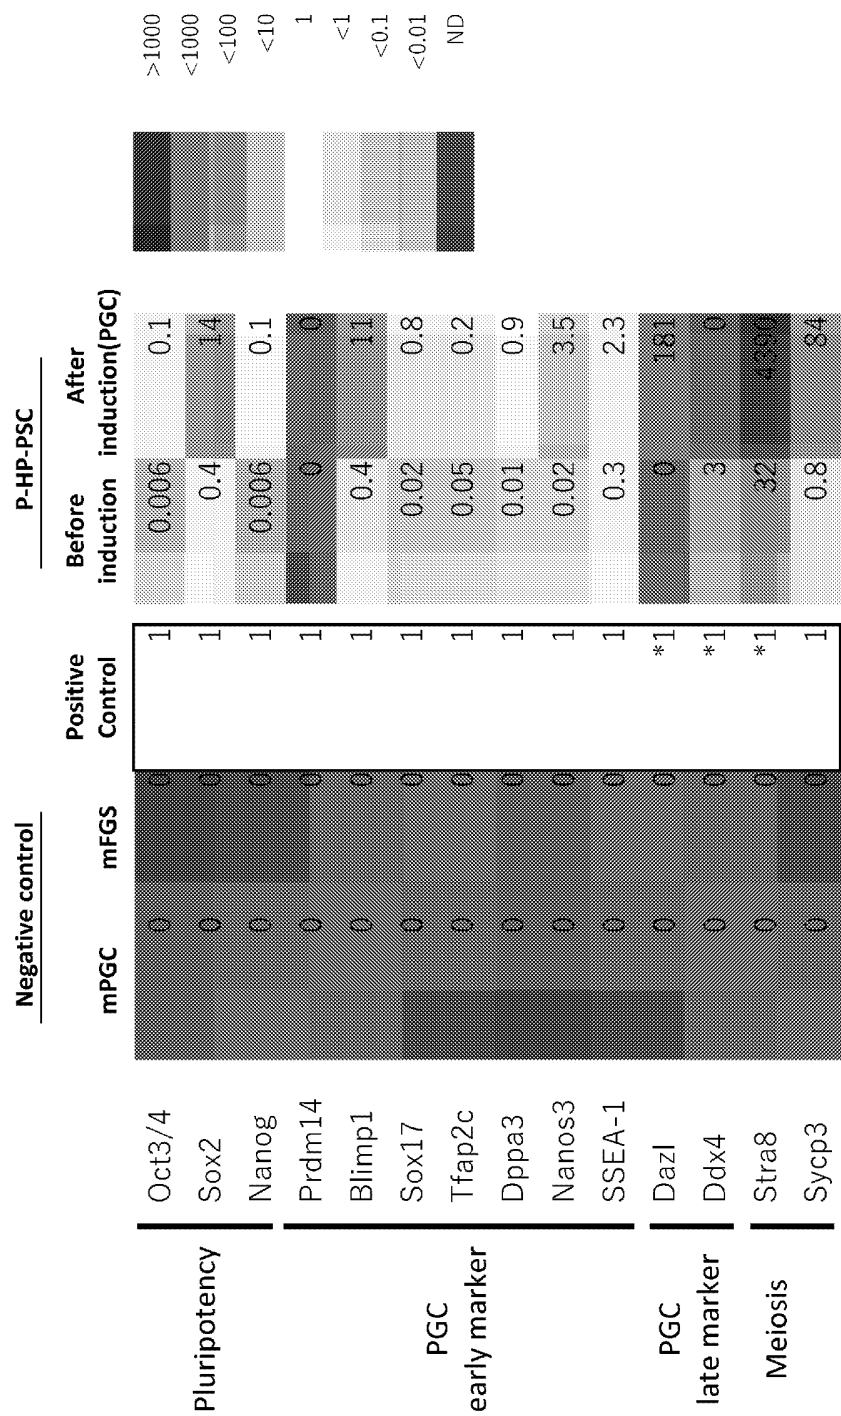 Negative control
P-HP-PSC
mPGC
mFGS
Positive
Control
Before
induction
After
induction(PGC)
Pluripotency
Oct3/4 0 0 1 0.006 0.1
Sox2 0 0 1 0.4 14
Nanog 0 0 1 0.006 0.1
PGC
early marker
Prdm14 0 0 1 0 0
Blimp1 0 0 1 0.4 11
Sox17 0 0 1 0.02 0.8
Tfap2c 0 0 1 0.05 0.2
Dppa3 0 0 1 0.01 0.9
Nanos3 0 0 1 0.02 3.5
SSEA-1 0 0 1 0.3 2.3
PGC
late marker
Dazl 0 0 *1 0 181
Ddx4 0 0 *1 3 0
Meiosis
Stra8 0 0 *1 32 4390
Sycp3 0 0 1 0.8 84
>1000
<1000
<100
<10
1
<1
<0.1
<0.01
ND